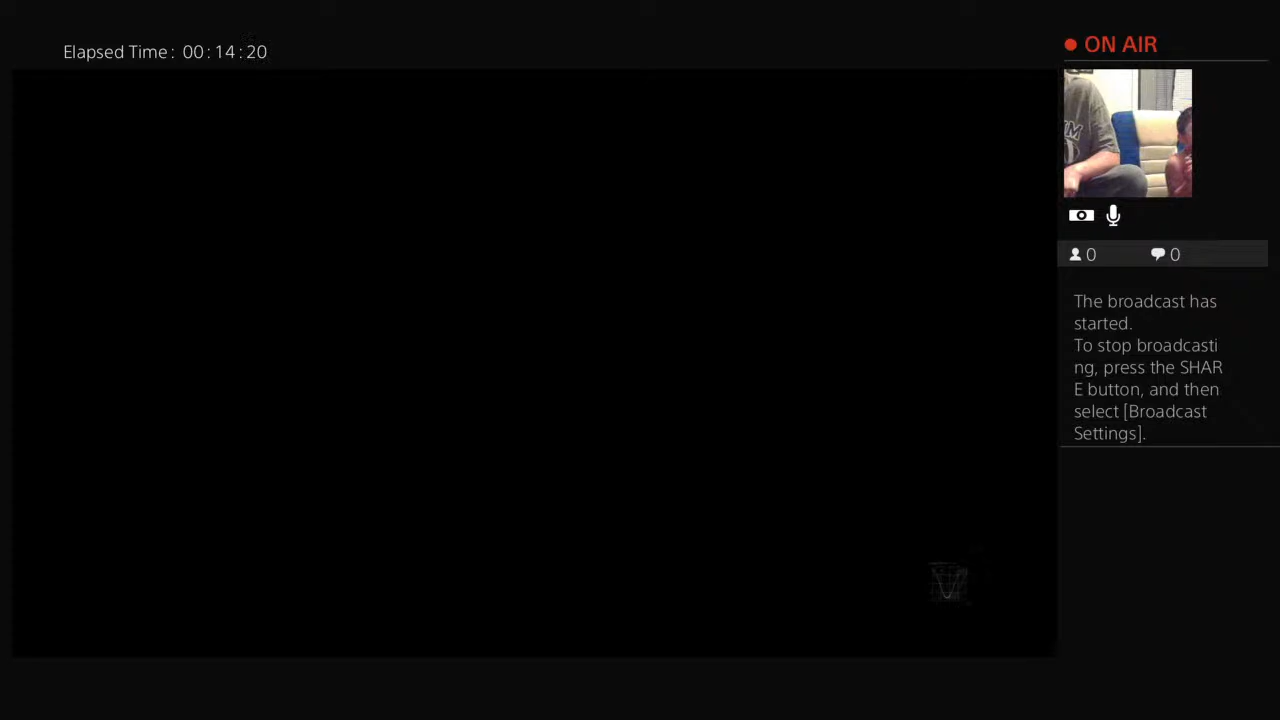 Elapsed Time: 00:14:20
ON AIR
0 0
The broadcast has
started.
To stop broadcasti
ng, press the SHAR
E button, and then
select [Broadcast
Settings].